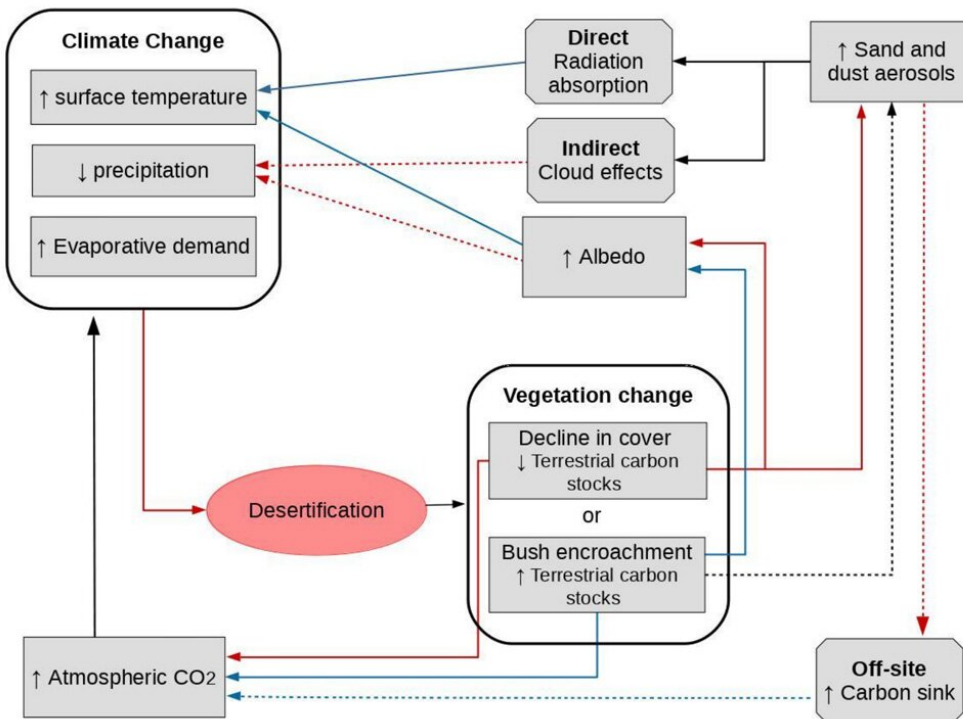 Climate Change
↑ surface temperature
↓ precipitation
↑ Evaporative demand
Direct
Radiation
absorption
Indirect
Cloud effects
↑ Albedo
↑ Sand and
dust aerosols
Vegetation change
Decline in cover
↓ Terrestrial carbon
stocks
or
Bush encroachment
↑ Terrestrial carbon
stocks
Desertification
↑ Atmospheric CO2
Off-site
↑ Carbon sink